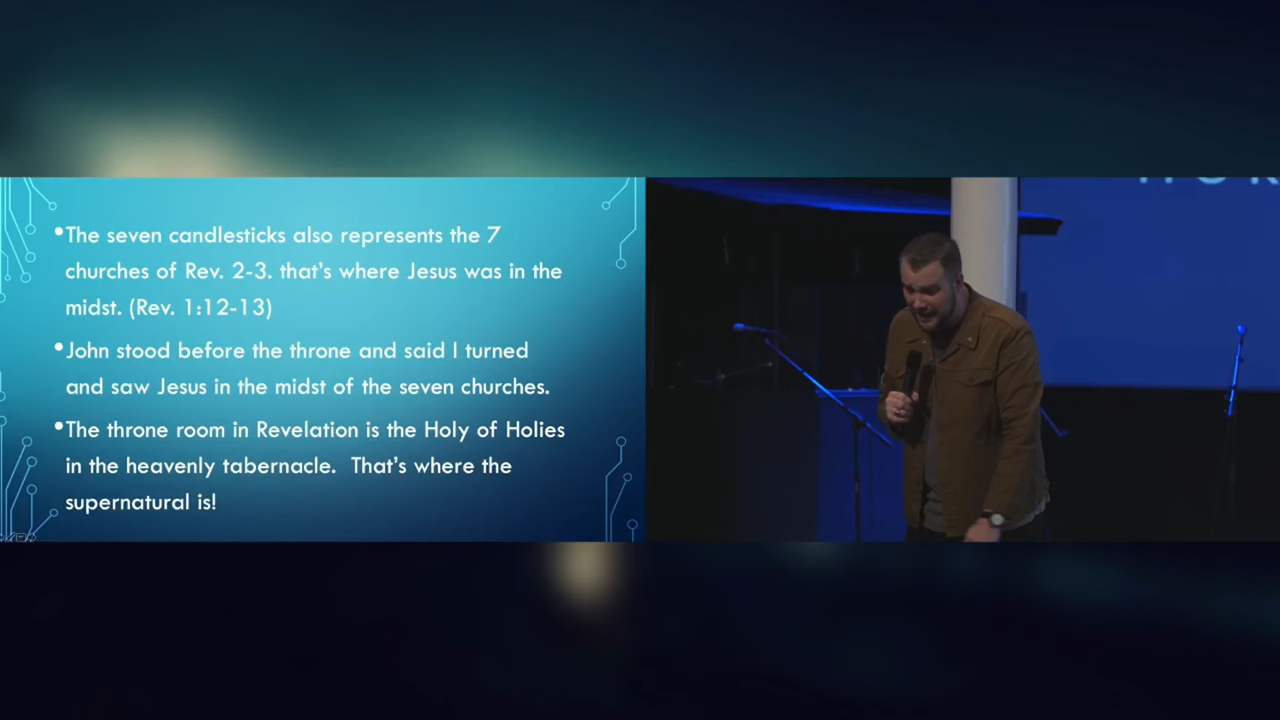 •The seven candlesticks also represents the 7
churches of Rev. 2-3. that's where Jesus was in the
midst. (Rev. 1:12-13)
•John stood before the throne and said I turned
and saw Jesus in the midst of the seven churches.
•The throne room in Revelation is the Holy of Holies
in the heavenly tabernacle. That's where the
supernatural is!